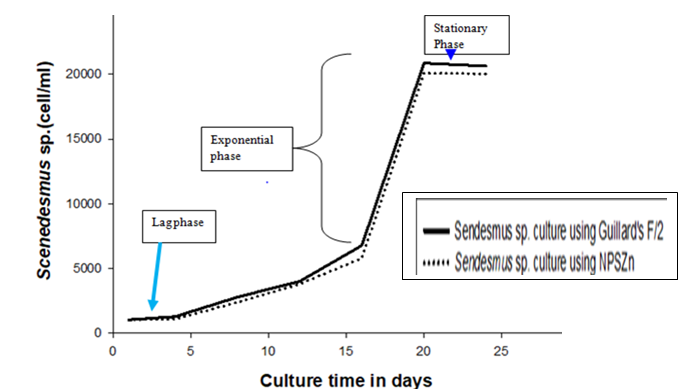 Stationary
Phase
20000
Exponential
phase
15000
10000
Lagphase
5000
0
Scenedesmus sp.(cell/ml)
Sendesmus sp. culture using Guillard's F/2
Sendesmus sp. culture using NPSZn
0 5 10 15 20 25
Culture time in days